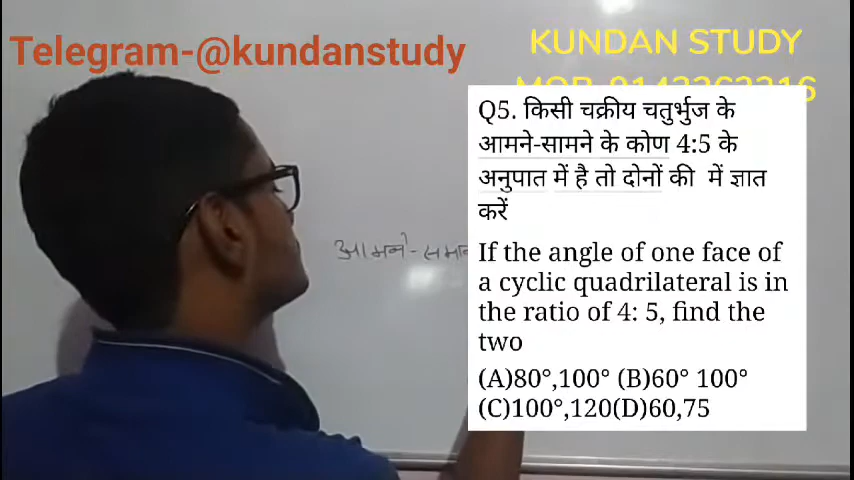 Telegram-@kundanstudy
KUNDAN STUDY
Q5. किसी चक्रीय चतुर्भुज के
आमने-सामने के कोण 4:5 के
अनुपात में है तो दोनों की में ज्ञात
करें
If the angle of one face of
a cyclic quadrilateral is in
the ratio of 4: 5, find the
two
(A)80°,100° (B)60° 100°
(C)100°,120(D)60,75
आमने-